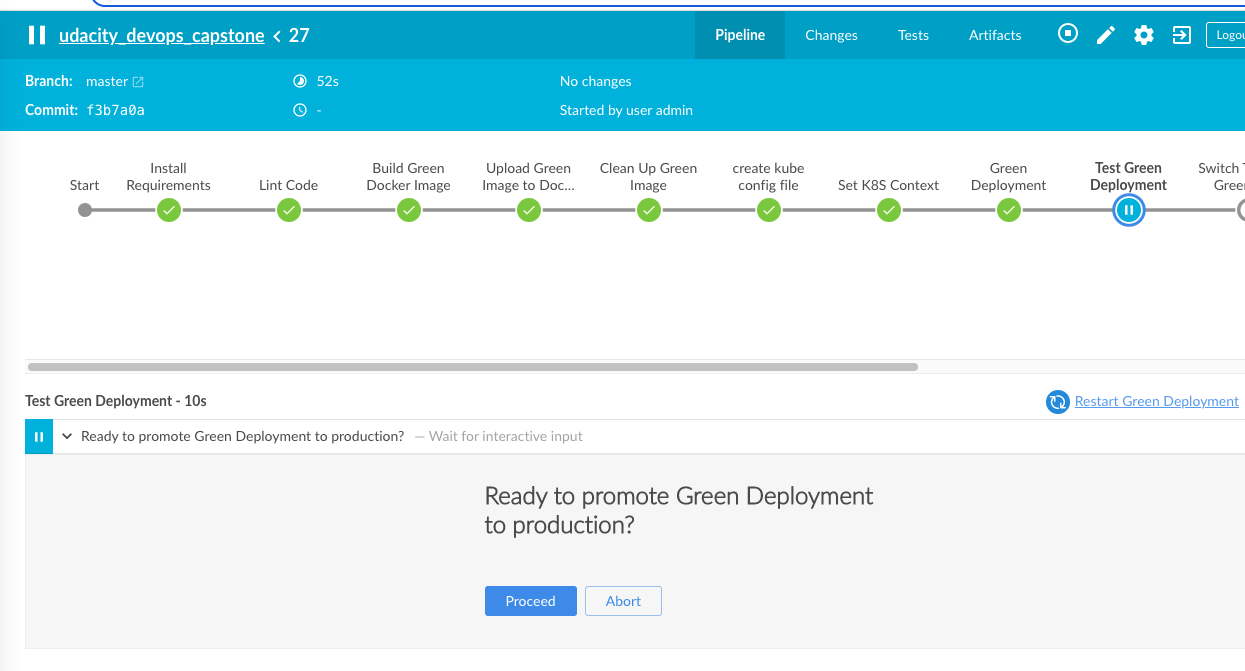 udacity_devops_capstone < 27
Pipeline
Changes
Tests
Artifacts
Branch: master
52s
No changes
Commit: f3b7a0a
-
Started by user admin
Start
Install
Requirements
Lint Code
Build Green
Docker Image
Upload Green
Image to Doc...
Clean Up Green
Image
create kube
config file
Set K8S Context
Green
Deployment
Test Green
Deployment
Switch
Test Green Deployment - 10s
Restart Green Deployment
Ready to promote Green Deployment to production? — Wait for interactive input
Ready to promote Green Deployment
to production?
Proceed
Abort